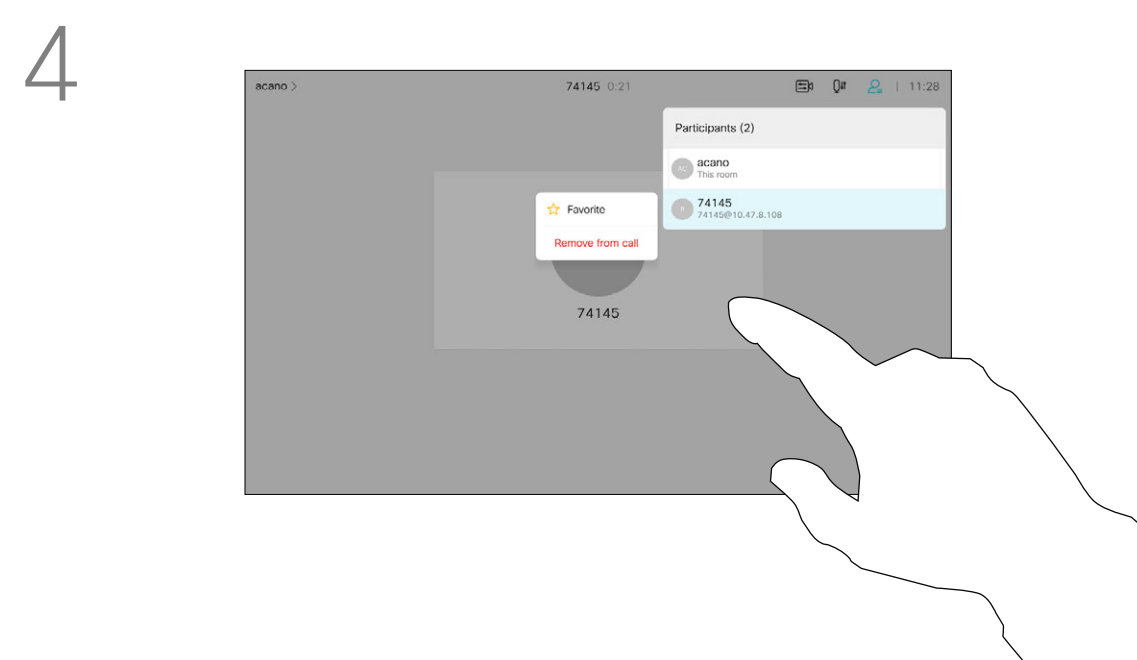 4
acano >
74145 0:21
| 11:28
Participants (2)
AC
acano
This room
74145
74145@10.47.8.108
Favorite
Remove from call
74145